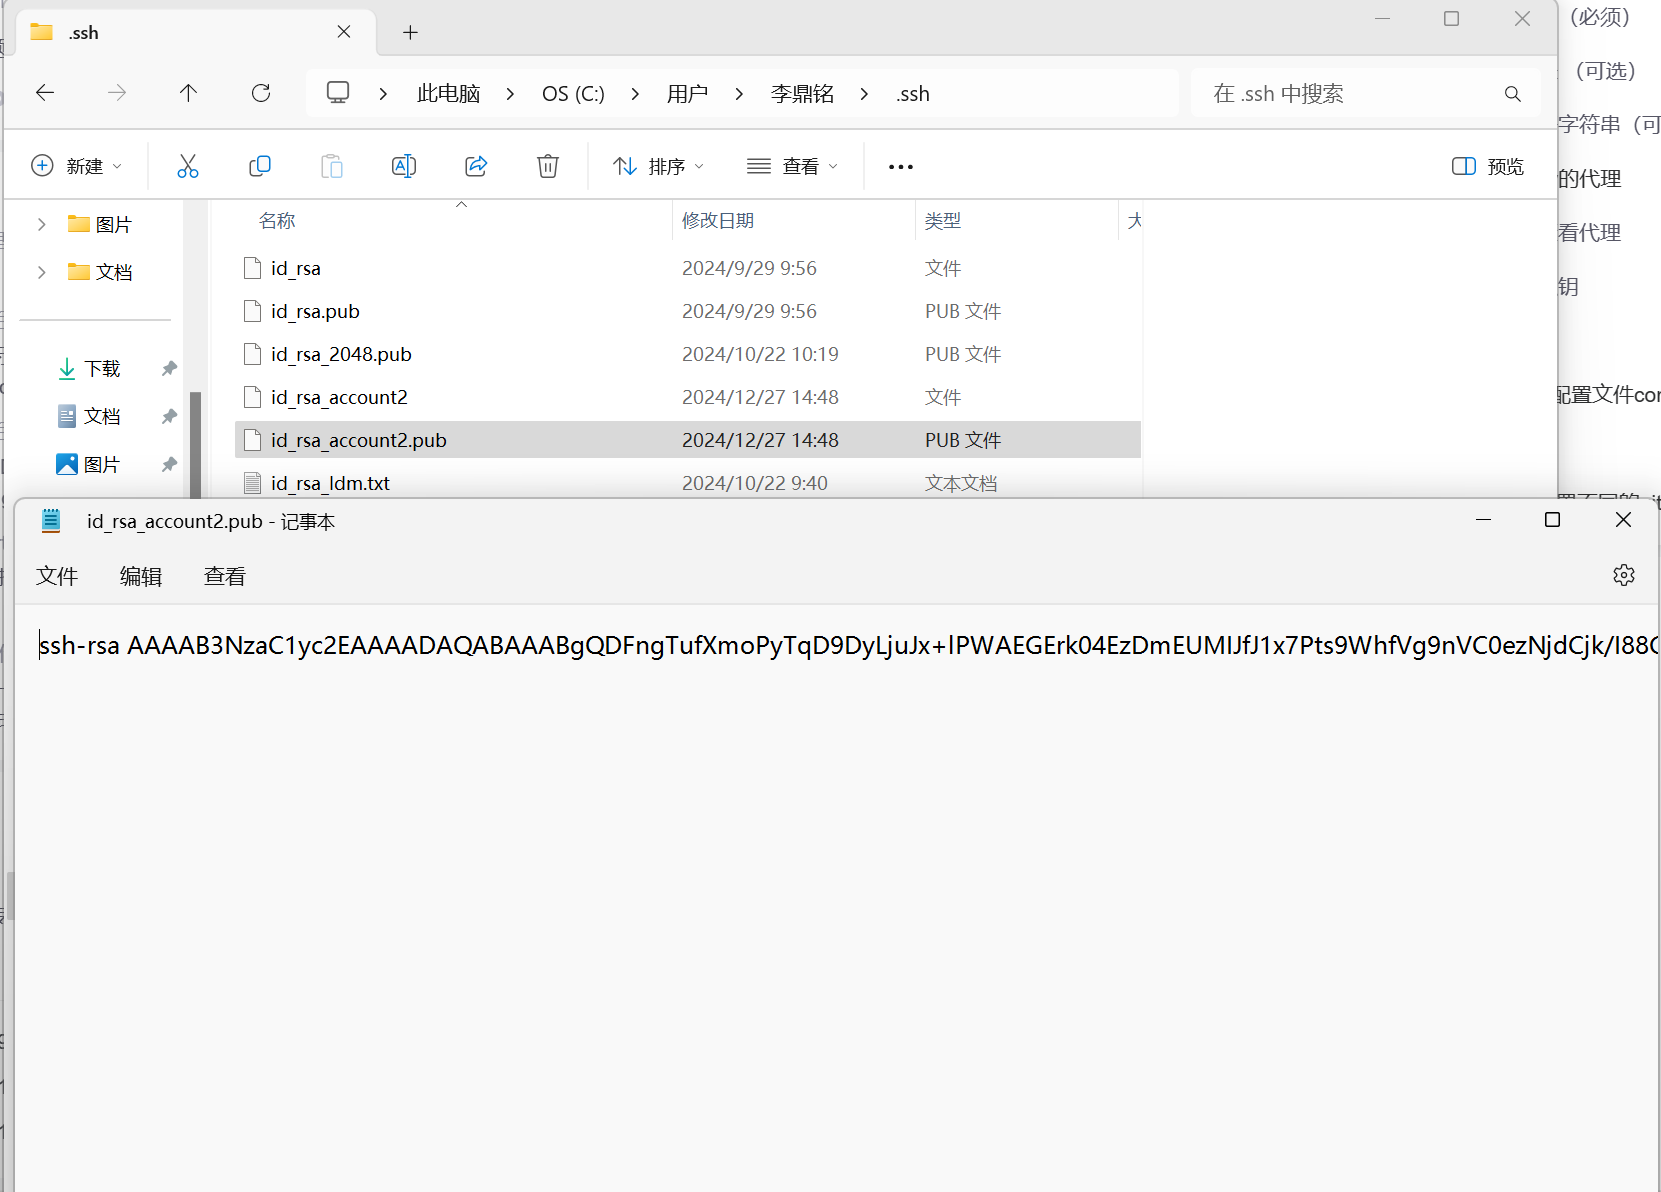 .ssh
(必须)
此电脑 > OS (C:) > 用户 > 李鼎铭 > .ssh
在 .ssh 中搜索
(可选)
字符串（可
新建
排序
查看
预览
的代理
图片
文档
下载
文档
图片
名称 修改日期 类型 大
看代理
id_rsa 2024/9/29 9:56 文件
钥
id_rsa.pub 2024/9/29 9:56 PUB 文件
id_rsa_2048.pub 2024/10/22 10:19 PUB 文件
id_rsa_account2 2024/12/27 14:48 文件
配置文件cor
id_rsa_account2.pub 2024/12/27 14:48 PUB 文件
id_rsa_ldm.txt 2024/10/22 9:40 文本文档
id_rsa_account2.pub - 记事本
文件 编辑 查看
ssh-rsa AAAAB3NzaC1yc2EAAAADAQABAAABgQDFngTufXmoPyTqD9DyLjuJx+lPWAEGErk04EzDmEUMIJfJ1x7Pts9WhfVg9nVC0ezNjdCjk/I88